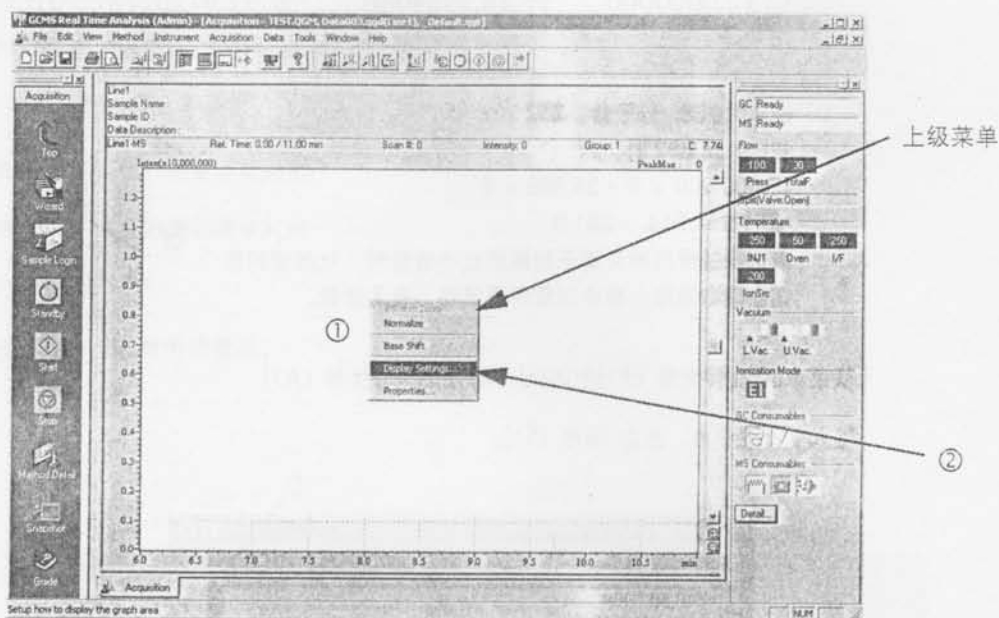 GCMS Real Time Analysis (Admin) - [Acquisition - TEST.QGM, Data003.qgd(Line1), Default.qgt]
File Edit View Method Instrument Acquisition Data Tools Window Help
Acquisition
Top
Wizard
Sample Login
Standby
Start
Stop
Method Detail
Snapshot
Grade
Line1
Sample Name :
Sample ID :
Data Description :
Line1-MS Ret. Time: 0.00 / 11.00 min Scan #: 0 Intensity: 0 Group: 1 C: 7.74
Inten(x10,000,000) PeakMax : 0
1.2
1.1
1.0
0.9
0.8
0.7
0.6
0.5
0.4
0.3
0.2
0.1
0.0
6.0 6.5 7.0 7.5 8.0 8.5 9.0 9.5 10.0 10.5 min
①
Normalize
Base Shift
Display Settings...
Properties...
上级菜单
②
GC :Ready
MS :Ready
Flow
100 30
Press TotalF.
Split(Valve:Open)
Temperature
250 50 250
INJ1 Oven I/F
200
IonSrc
Vacuum
L.Vac. U.Vac.
Ionization Mode
EI
GC Consumables
MS Consumables
Detail...
Acquisition
Setup how to display the graph area
NUM